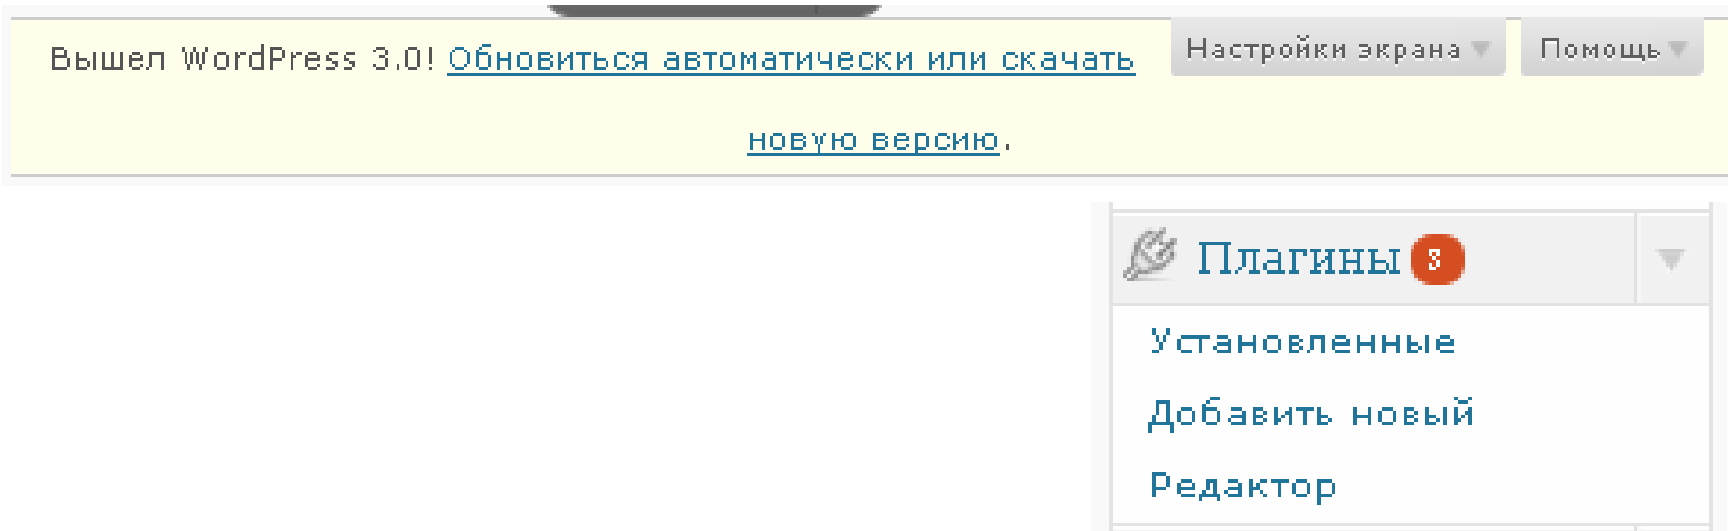 Вышел WordPress 3.0! Обновиться автоматически или скачать
новую версию.
Настройки экрана
Помощь
Плагины 3
Установленные
Добавить новый
Редактор